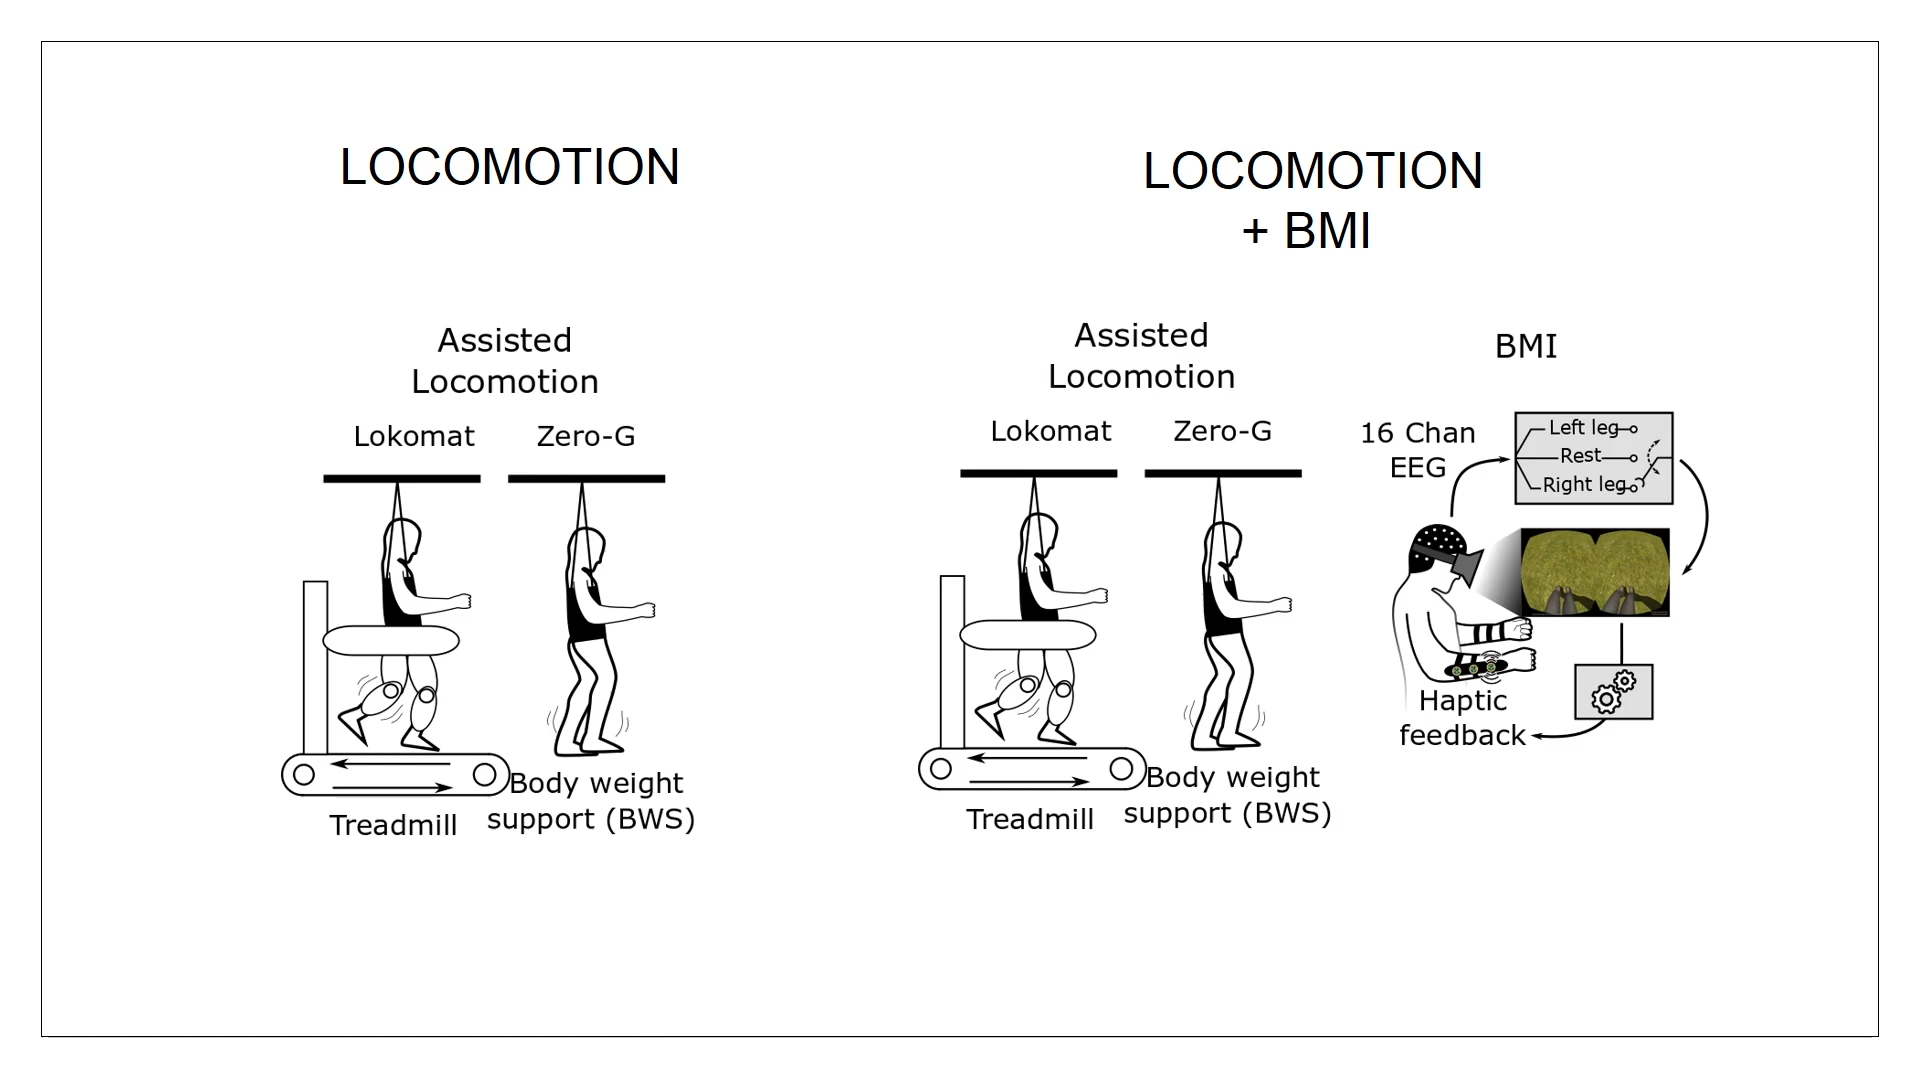 LOCOMOTION
Assisted
Locomotion
Lokomat
Zero-G
Treadmill
Body weight
support (BWS)
LOCOMOTION
+ BMI
Assisted
Locomotion
Lokomat
Zero-G
Treadmill
Body weight
support (BWS)
BMI
16 Chan
EEG
Left leg
Rest
Right leg
Haptic
feedback